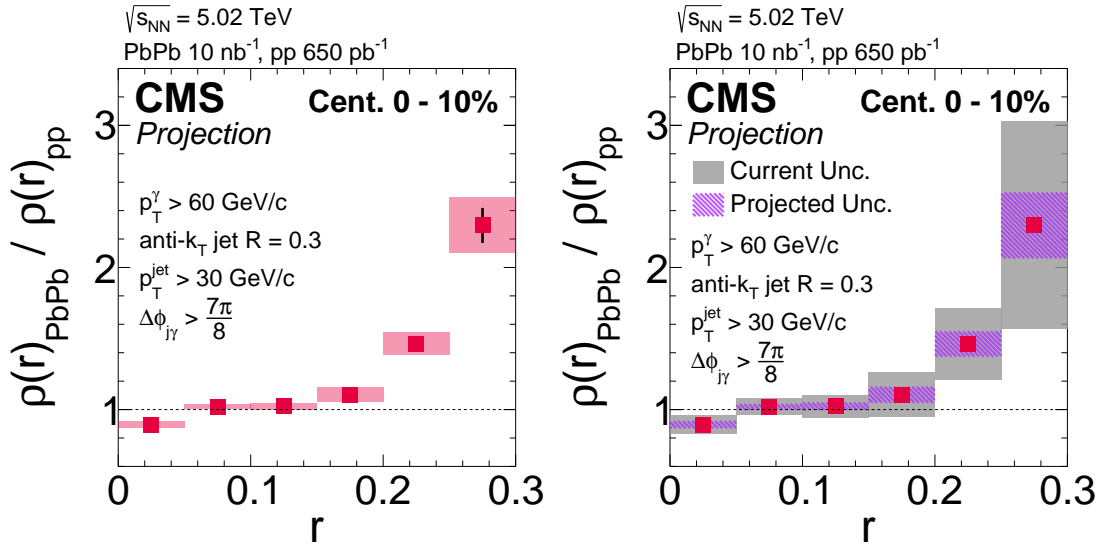 √s_NN = 5.02 TeV
PbPb 10 nb⁻¹, pp 650 pb⁻¹
CMS
Cent. 0 - 10%
Projection
p_T^γ > 60 GeV/c
anti-k_T jet R = 0.3
p_T^jet > 30 GeV/c
Δϕ_jγ > 7π/8
ρ(r)_PbPb / ρ(r)_pp
3
2
1
0 0.1 0.2 0.3
r
√s_NN = 5.02 TeV
PbPb 10 nb⁻¹, pp 650 pb⁻¹
CMS
Cent. 0 - 10%
Projection
Current Unc.
Projected Unc.
p_T^γ > 60 GeV/c
anti-k_T jet R = 0.3
p_T^jet > 30 GeV/c
Δϕ_jγ > 7π/8
ρ(r)_PbPb / ρ(r)_pp
3
2
1
0 0.1 0.2 0.3
r